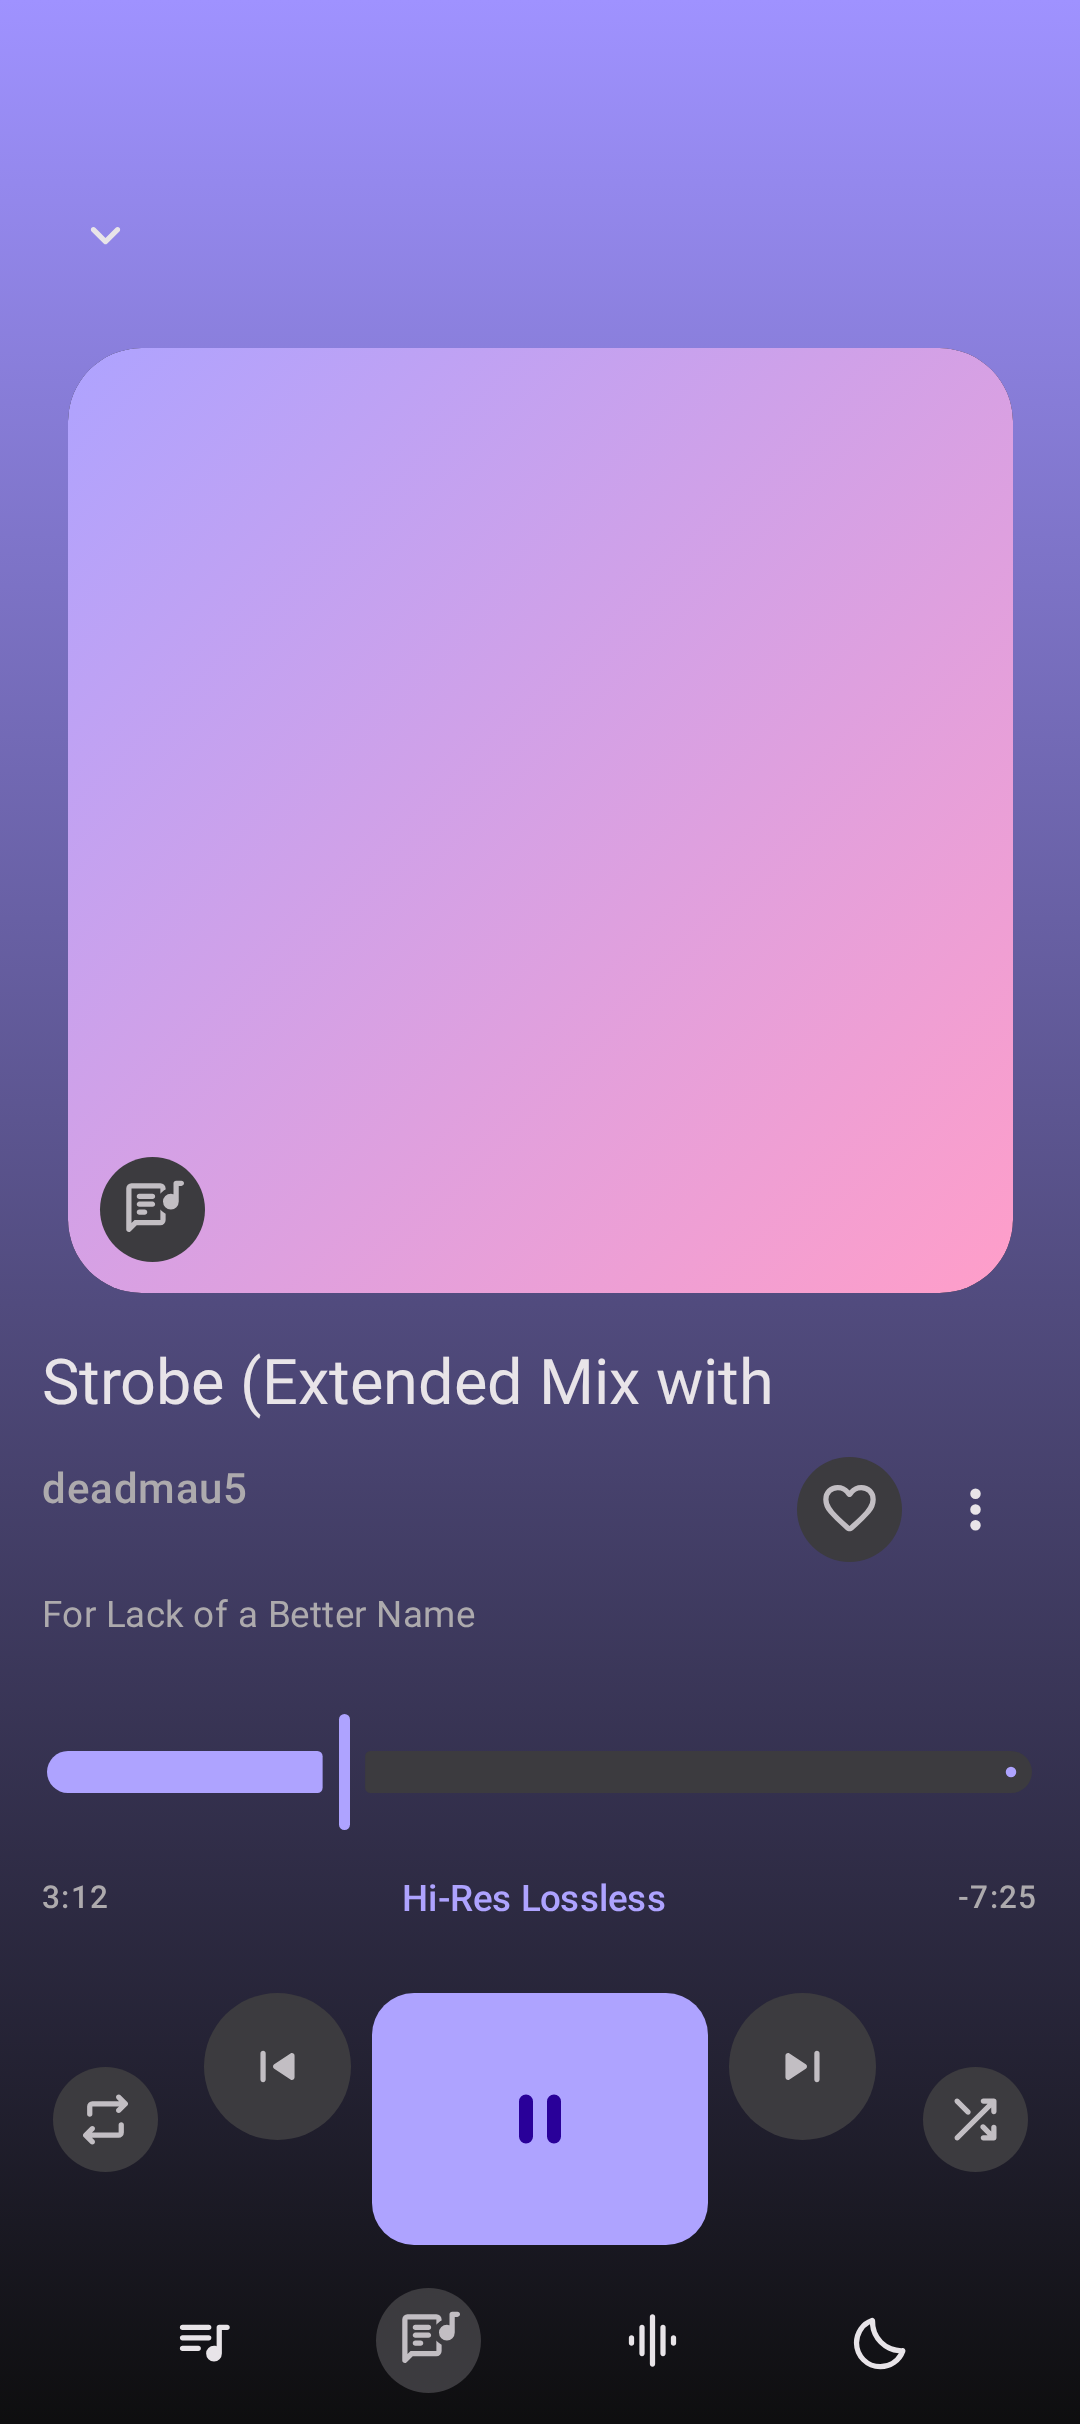 Strobe (Extended Mix with
deadmau5
For Lack of a Better Name
3:12
Hi-Res Lossless
-7:25